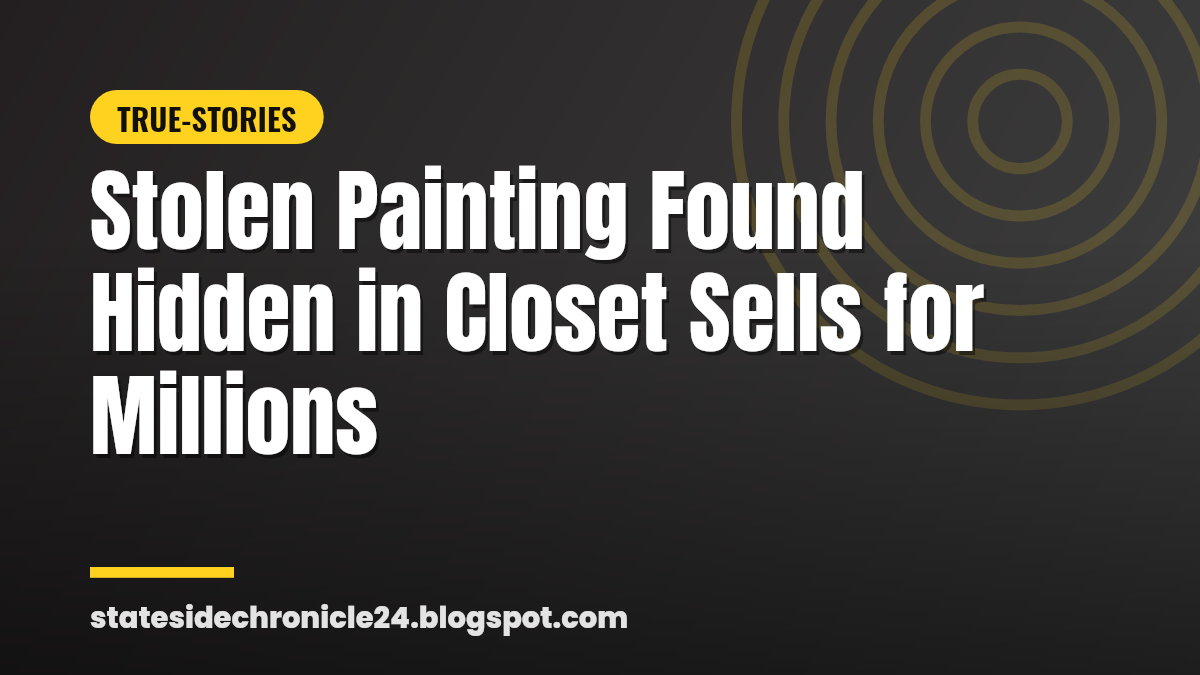 TRUE-STORIES
Stolen Painting Found
Hidden in Closet Sells for
Millions
statesidechronicle24.blogspot.com